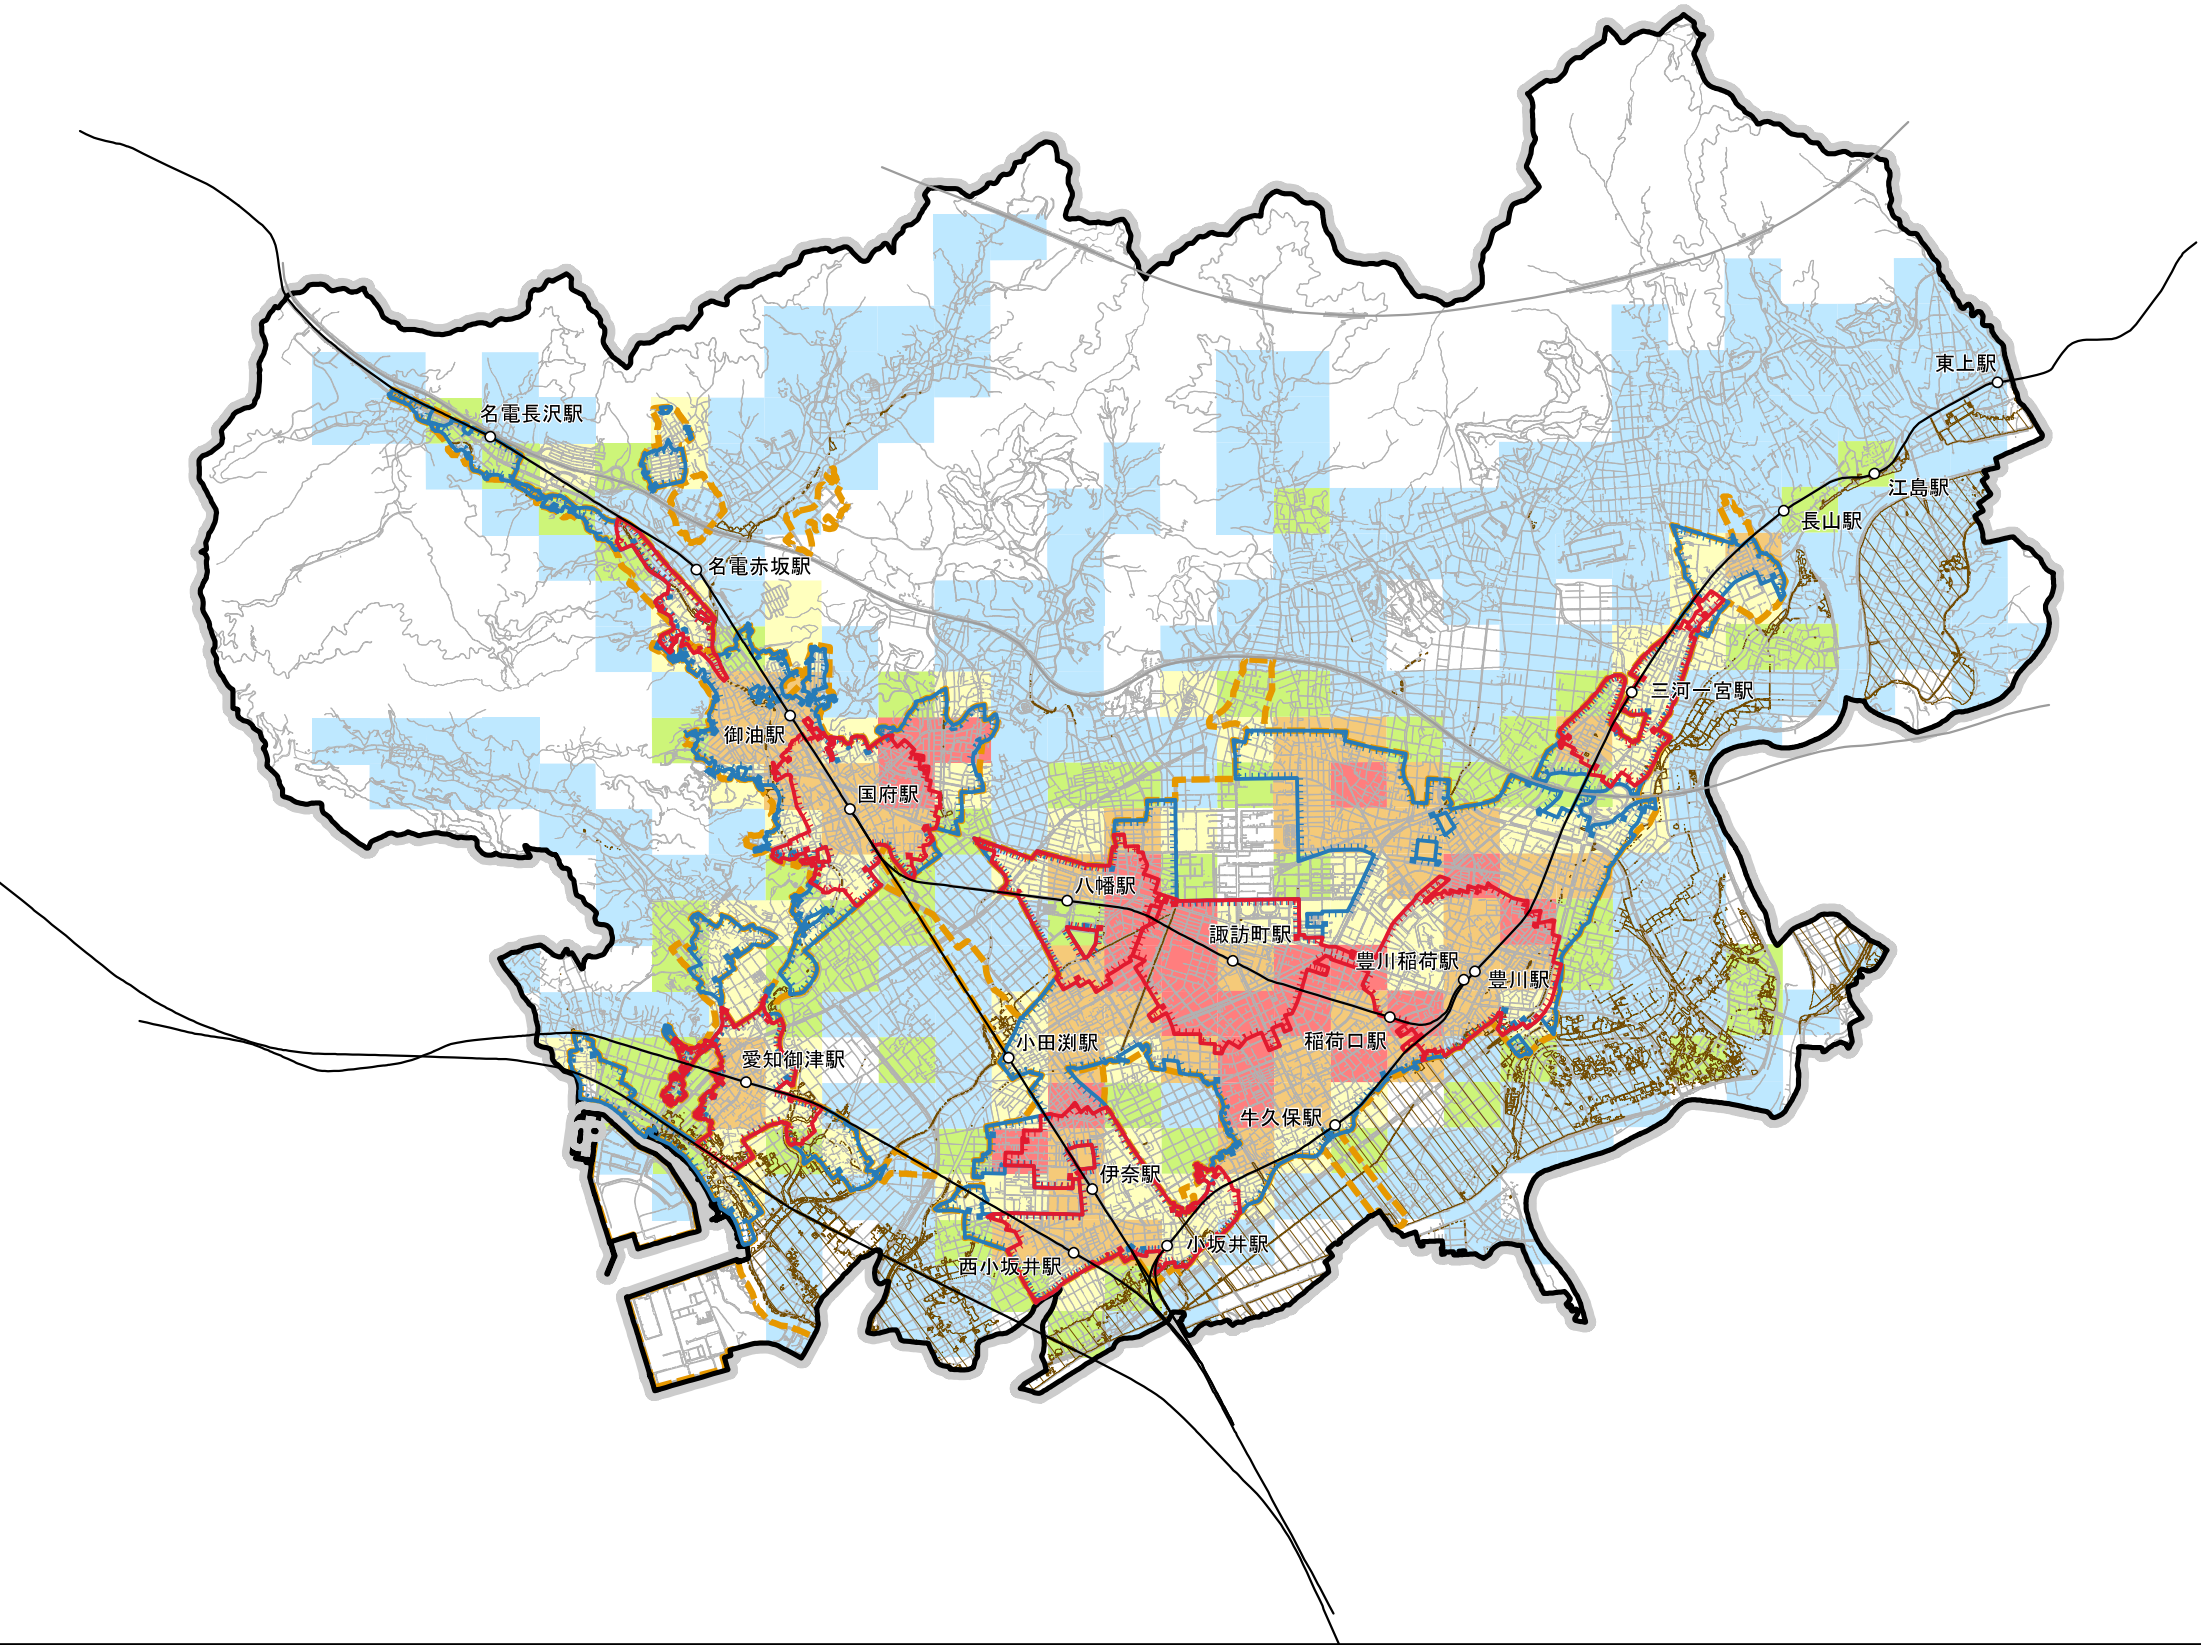 東上駅
名電長沢駅
江島駅
長山駅
名電赤坂駅
三河一宮駅
御油駅
国府駅
八幡駅
諏訪町駅
豊川稲荷駅
豊川駅
稲荷口駅
小田渕駅
愛知御津駅
牛久保駅
伊奈駅
小坂井駅
西小坂井駅